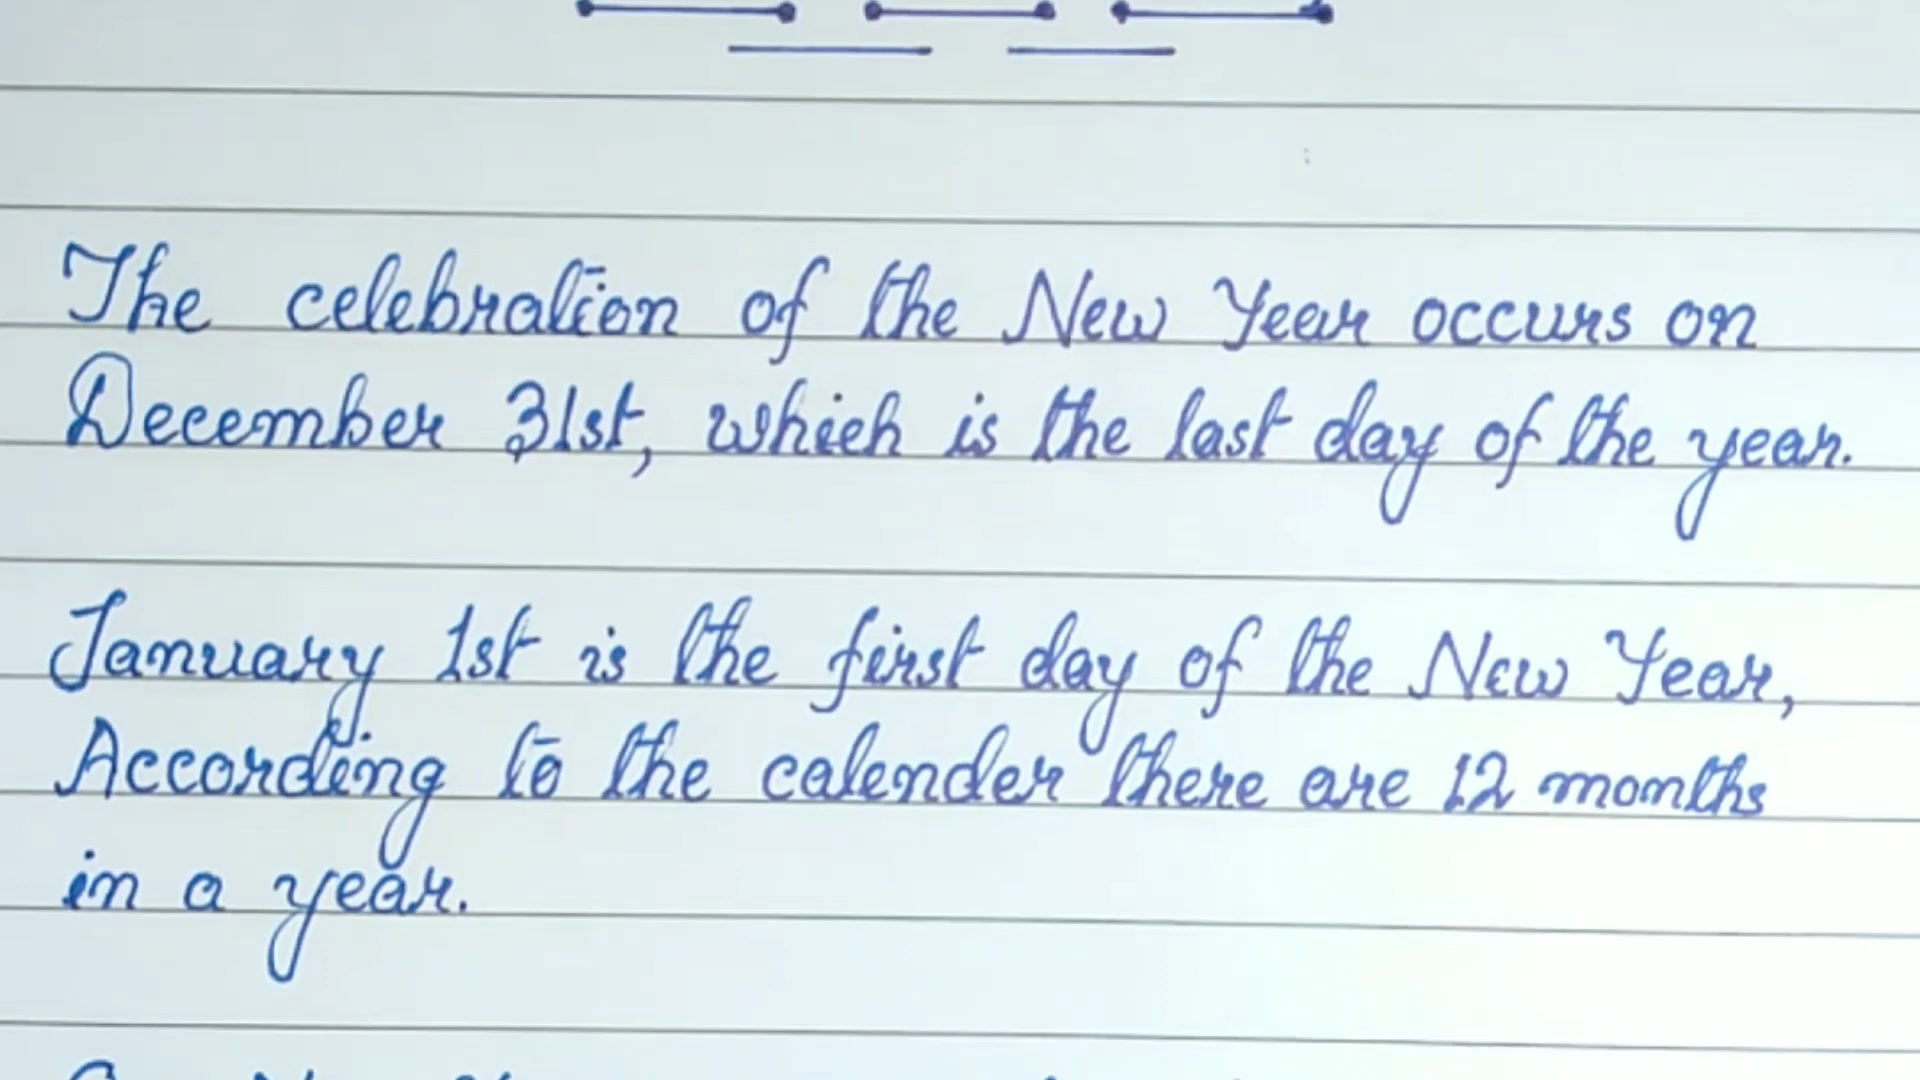 The celebration of the New Year occurs on
December 31st, which is the last day of the year.
January 1st is the first day of the New Year,
According to the calender there are 12 months
in a year.